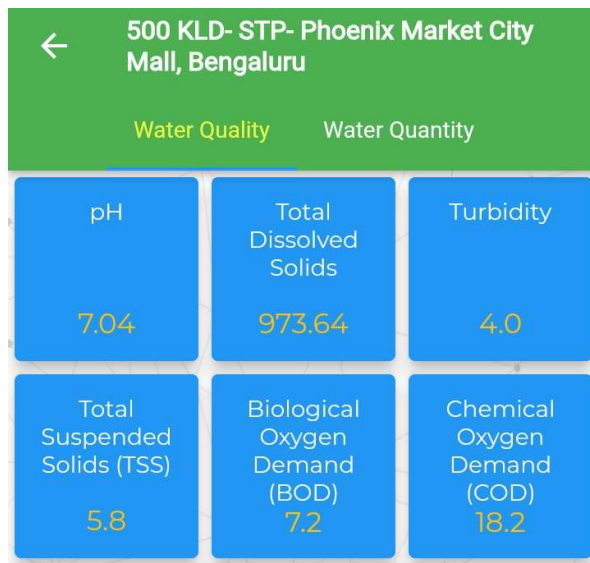 500 KLD- STP- Phoenix Market City
Mall, Bengaluru
Water Quality
Water Quantity
pH
7.04
Total
Dissolved
Solids
973.64
Turbidity
4.0
Total
Suspended
Solids (TSS)
5.8
Biological
Oxygen
Demand
(BOD)
7.2
Chemical
Oxygen
Demand
(COD)
18.2